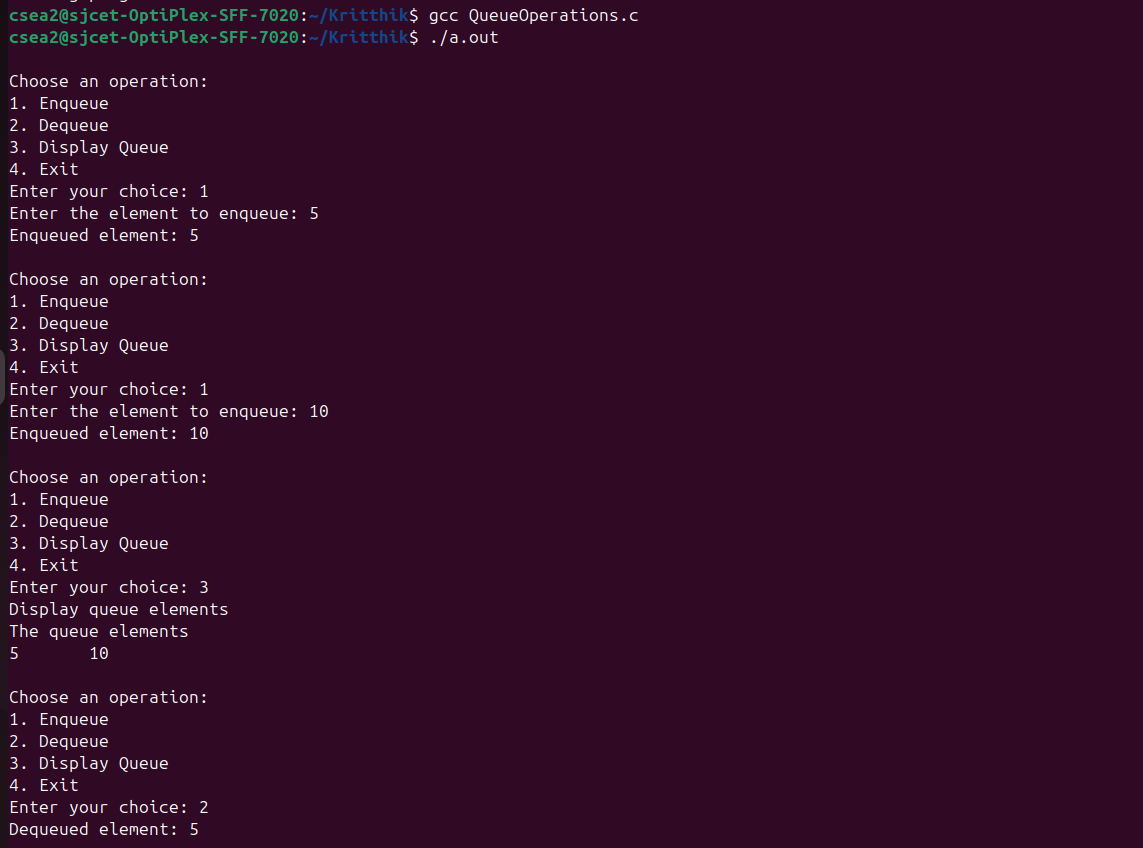 csea2@sjcet-OptiPlex-SFF-7020:~/Kritthik$ gcc QueueOperations.c
csea2@sjcet-OptiPlex-SFF-7020:~/Kritthik$ ./a.out
Choose an operation:
1. Enqueue
2. Dequeue
3. Display Queue
4. Exit
Enter your choice: 1
Enter the element to enqueue: 5
Enqueued element: 5
Choose an operation:
1. Enqueue
2. Dequeue
3. Display Queue
4. Exit
Enter your choice: 1
Enter the element to enqueue: 10
Enqueued element: 10
Choose an operation:
1. Enqueue
2. Dequeue
3. Display Queue
4. Exit
Enter your choice: 3
Display queue elements
The queue elements
5       10
Choose an operation:
1. Enqueue
2. Dequeue
3. Display Queue
4. Exit
Enter your choice: 2
Dequeued element: 5